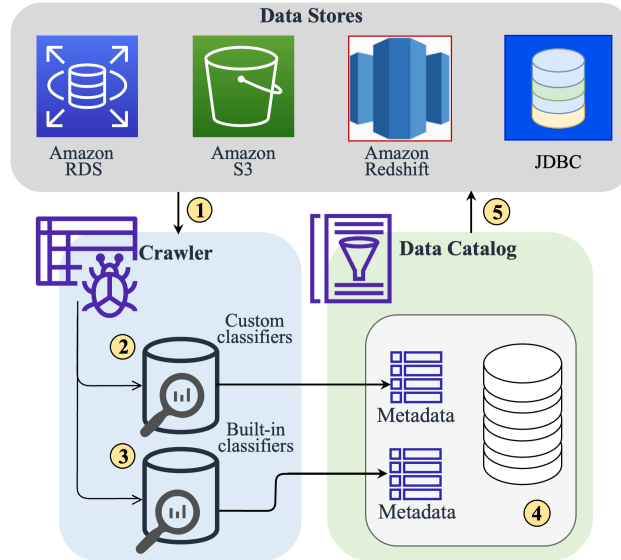 Data Stores
Amazon
RDS
Amazon
S3
Amazon
Redshift
JDBC
1
5
Crawler
Data Catalog
2
Custom
classifiers
Metadata
3
Built-in
classifiers
Metadata
4